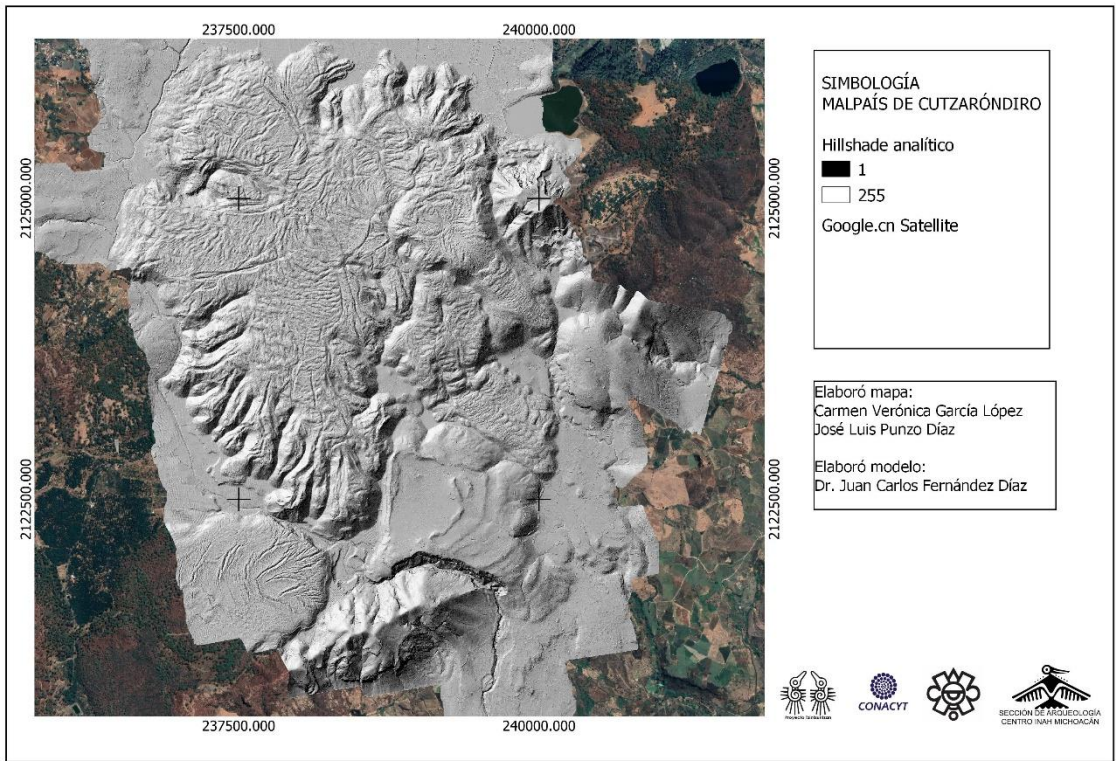 237500.000
240000.000
SIMBOLOGÍA
MALPAÍS DE CUTZARÓNDIRO
Hillshade analítico
1
255
Google.cn Satellite
2125000.000
2125000.000
Elaboró mapa:
Carmen Verónica García López
José Luis Punzo Díaz
Elaboró modelo:
Dr. Juan Carlos Fernández Díaz
2122500.000
2122500.000
237500.000
240000.000
CONACYT
SECCIÓN DE ARQUEOLOGÍA
CENTRO INAH MICHOACÁN